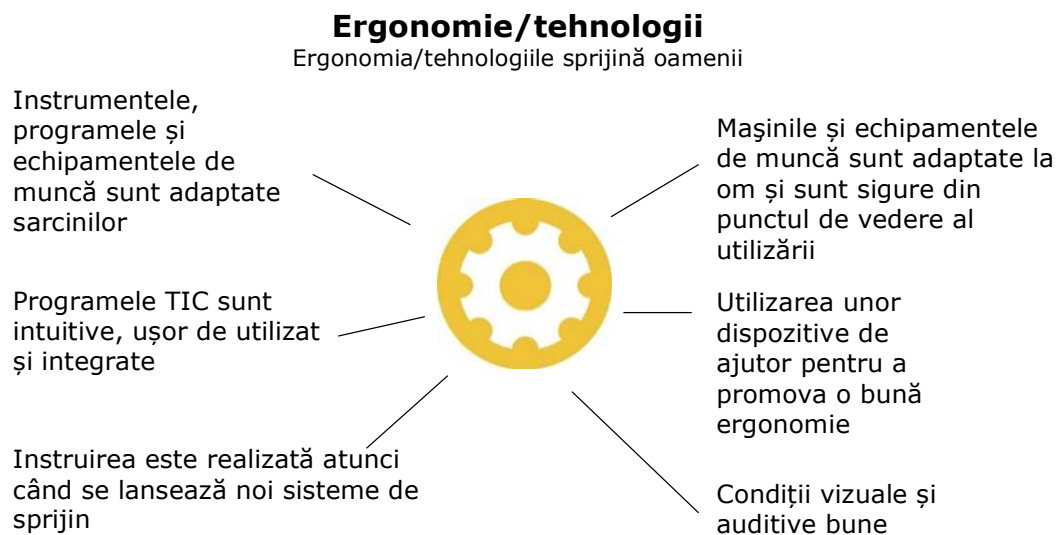 Ergonomie/tehnologii
Ergonomia/tehnologiile sprijină oamenii
Instrumentele,
programele și
echipamentele de
muncă sunt adaptate
sarcinilor
Programele TIC sunt
intuitive, ușor de utilizat
și integrate
Instruirea este realizată atunci
când se lansează noi sisteme de
sprijin
Maşinile și echipamentele
de muncă sunt adaptate la
om și sunt sigure din
punctul de vedere al
utilizării
Utilizarea unor
dispozitive de
ajutor pentru a
promova o bună
ergonomie
Condiții vizuale și
auditive bune